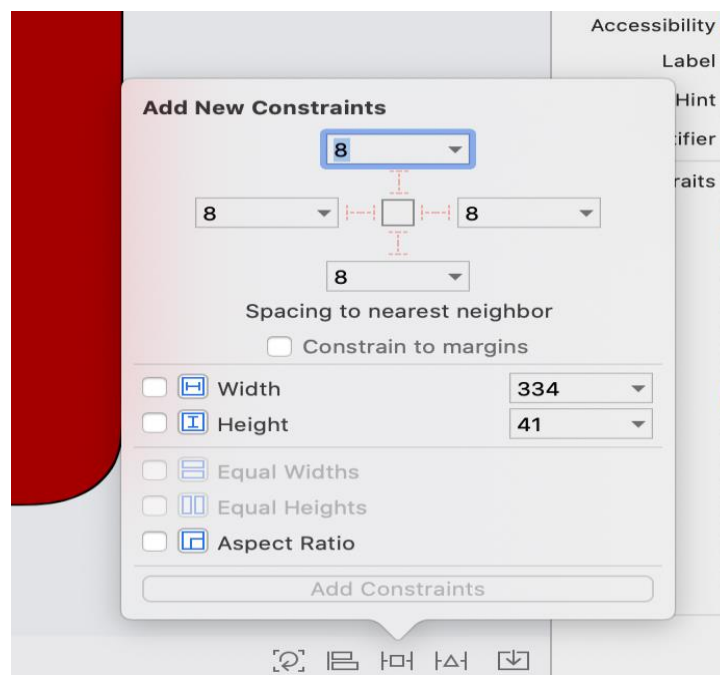 Accessibility
Label
Hint
ifier
raits
Add New Constraints
8
8
8
8
Spacing to nearest neighbor
Constrain to margins
Width
334
Height
41
Equal Widths
Equal Heights
Aspect Ratio
Add Constraints